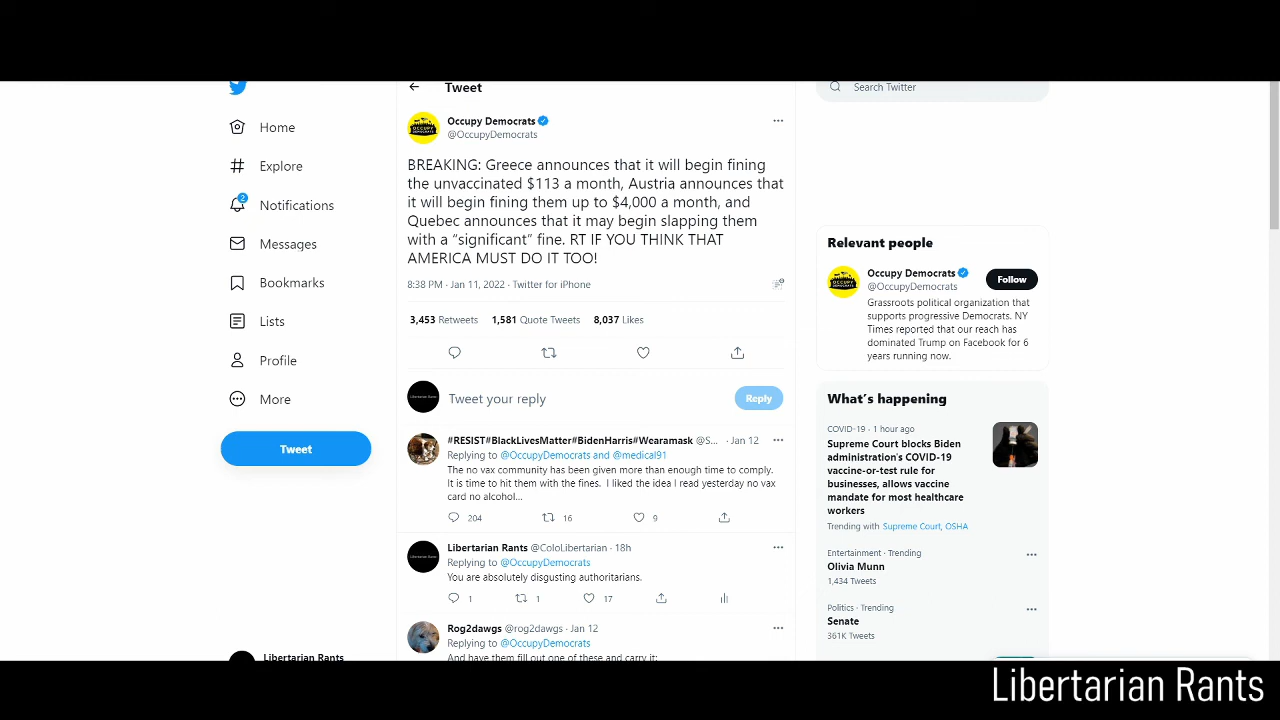 Tweet
Search Twitter
Home
Explore
2
Notifications
Messages
Bookmarks
Lists
Profile
More
Tweet
Libertarian Rants
Occupy Democrats
@OccupyDemocrats
BREAKING: Greece announces that it will begin fining
the unvaccinated $113 a month, Austria announces that
it will begin fining them up to $4,000 a month, and
Quebec announces that it may begin slapping them
with a “significant” fine. RT IF YOU THINK THAT
AMERICA MUST DO IT TOO!
8:38 PM · Jan 11, 2022 · Twitter for iPhone
3,453 Retweets 1,581 Quote Tweets 8,037 Likes
Tweet your reply
Reply
#RESIST#BlackLivesMatter#BidenHarris#Wearamask @S... · Jan 12
Replying to @OccupyDemocrats and @medical91
The no vax community has been given more than enough time to comply.
It is time to hit them with the fines. I liked the idea I read yesterday no vax
card no alcohol...
204 16 9
Libertarian Rants @ColoLibertarian · 18h
Replying to @OccupyDemocrats
You are absolutely disgusting authoritarians.
1 1 17
Rog2dawgs @rog2dawgs · Jan 12
Replying to @OccupyDemocrats
And have them fill out one of these and carry it:
Relevant people
Occupy Democrats
@OccupyDemocrats
Follow
Grassroots political organization that
supports progressive Democrats. NY
Times reported that our reach has
dominated Trump on Facebook for 6
years running now.
What’s happening
COVID-19 · 1 hour ago
Supreme Court blocks Biden
administration's COVID-19
vaccine-or-test rule for
businesses, allows vaccine
mandate for most healthcare
workers
Trending with Supreme Court, OSHA
Entertainment · Trending
Olivia Munn
1,434 Tweets
Politics · Trending
Senate
361K Tweets
Libertarian Rants